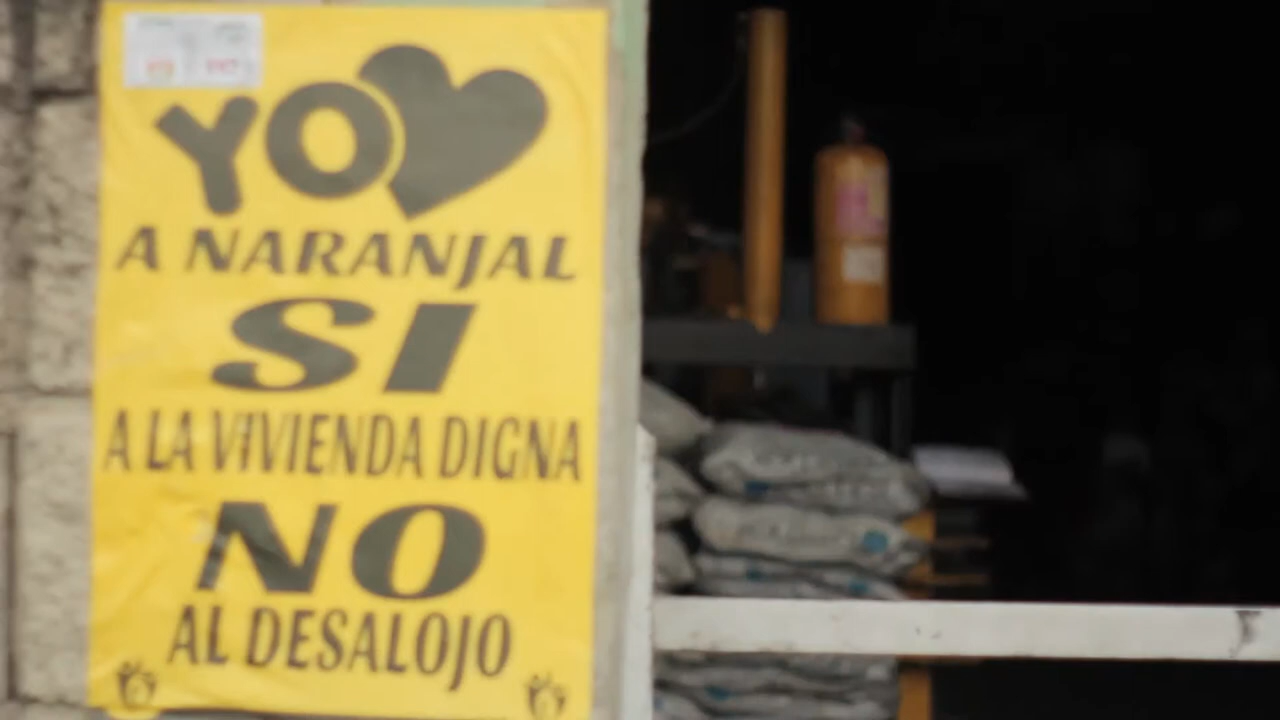 YO
A NARANJAL
SI
A LA VIVIENDA DIGNA
NO
AL DESALOJO